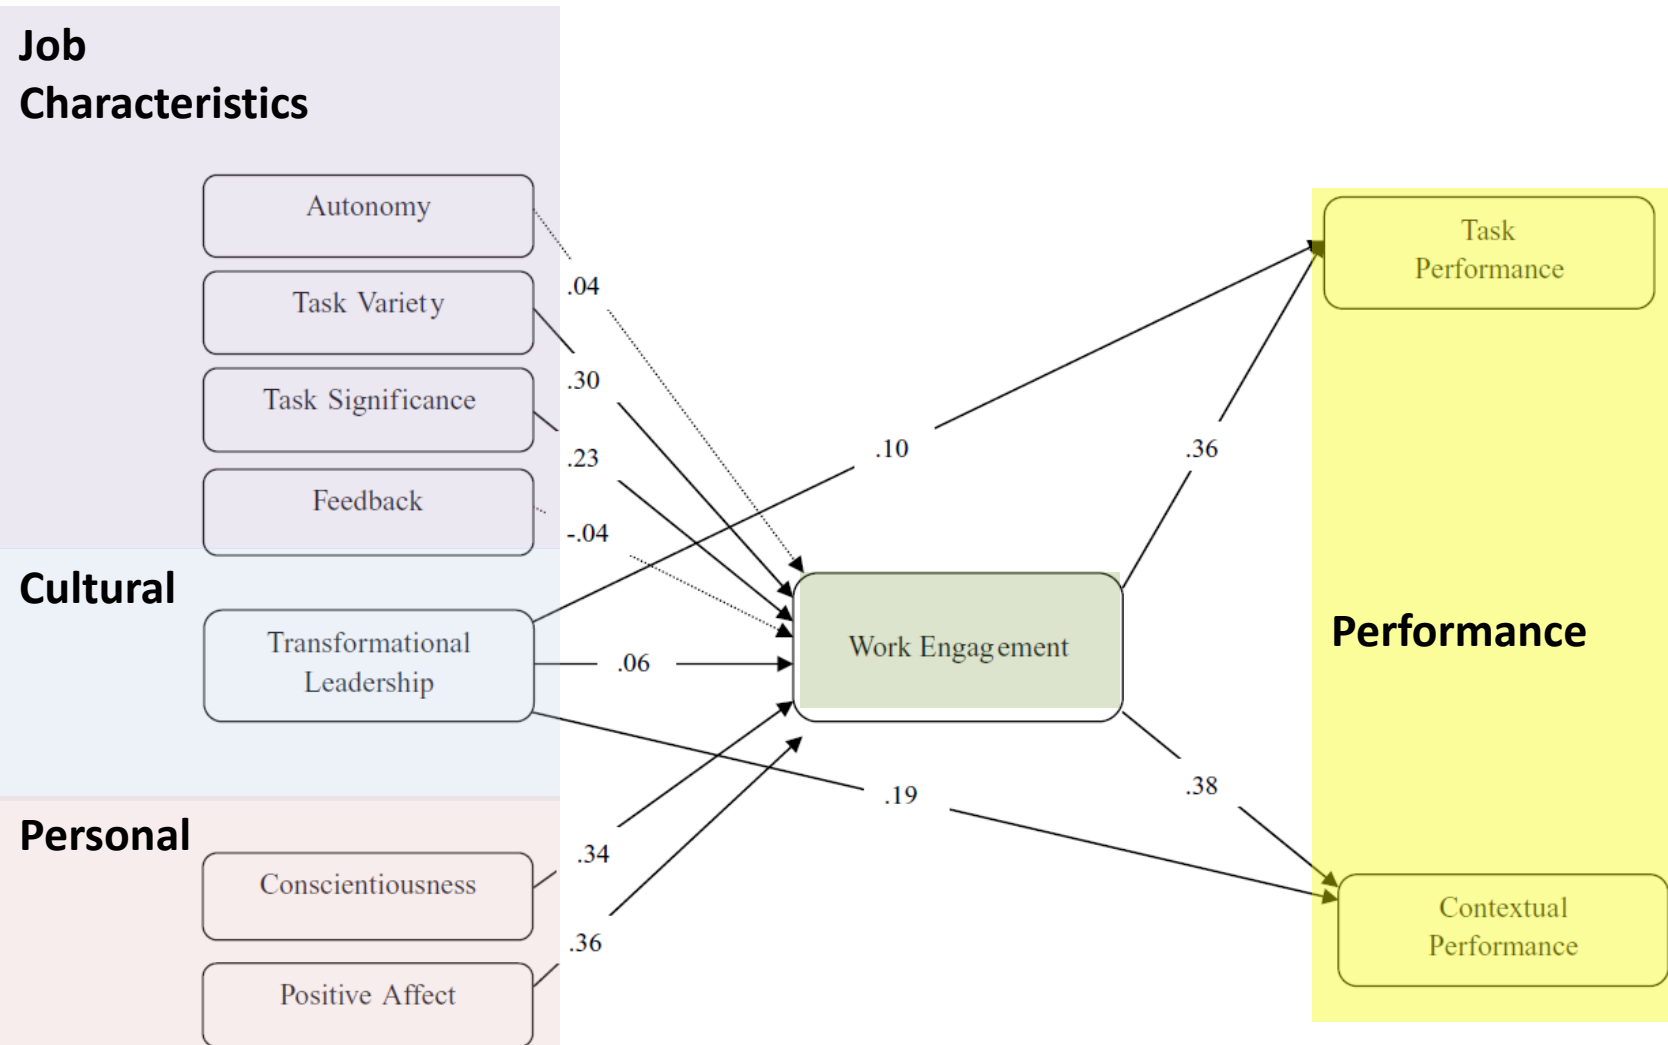 Job
Characteristics
Autonomy
.04
Task Variety
.30
Task Significance
.23
Feedback
-.04
Cultural
Transformational
Leadership
.10
.06
.19
Personal
Conscientiousness
.34
Positive Affect
.36
Work Engagement
.36
.38
Task
Performance
Performance
Contextual
Performance